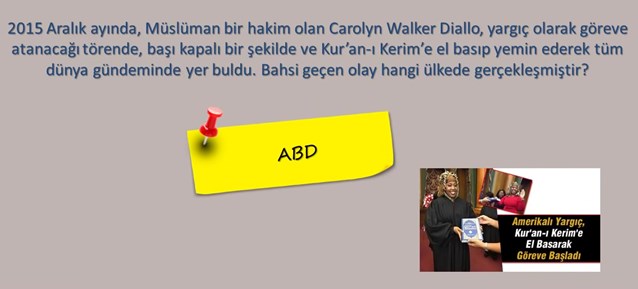 2015 Aralık ayında, Müslüman bir hakim olan Carolyn Walker Diallo, yargıç olarak göreve
atanacağı törende, başı kapalı bir şekilde ve Kur’an-ı Kerim’e el basıp yemin ederek tüm
dünya gündeminde yer buldu. Bahsi geçen olay hangi ülkede gerçekleşmiştir?
ABD
Amerikalı Yargıç,
Kur'an-ı Kerim'e
El Basarak
Göreve Başladı